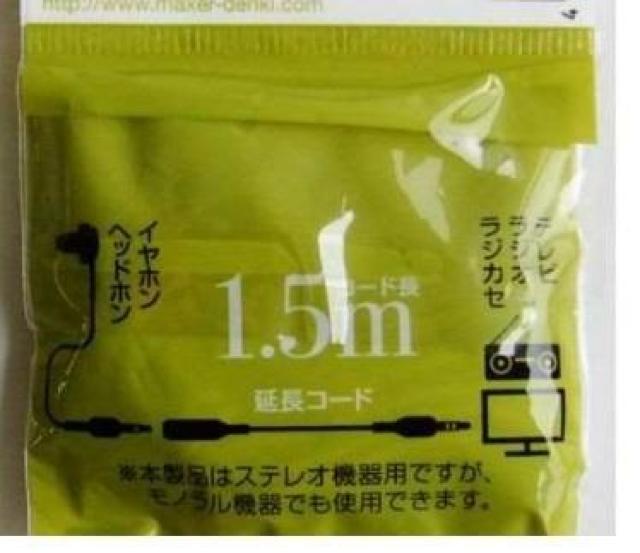 http://www.maxer-denki.com
イヤホン
ヘッドホン
テレビ
ラジオ
ラジカセ
コード長
1.5m
延長コード
※本製品はステレオ機器用ですが、
モノラル機器でも使用できます。